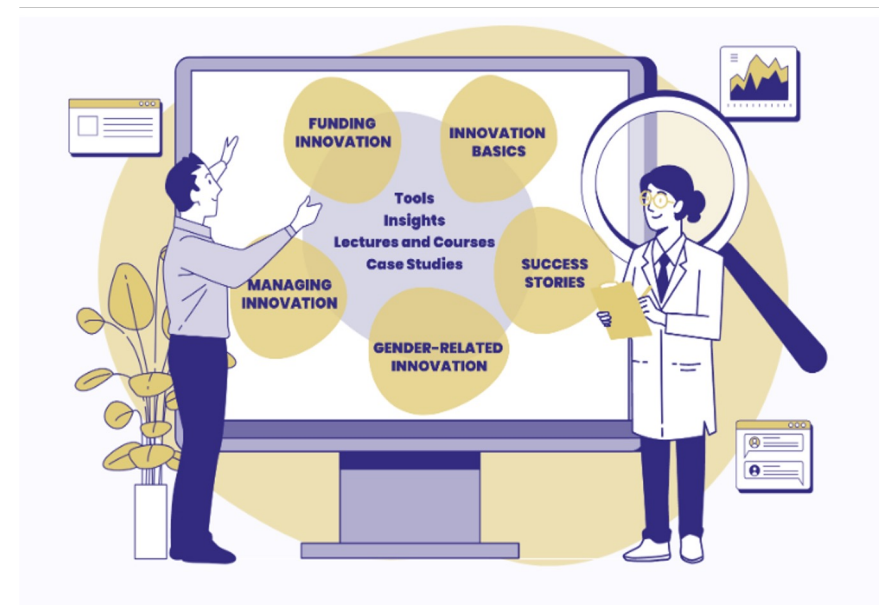 FUNDING
INNOVATION
INNOVATION
BASICS
Tools
Insights
Lectures and Courses
Case Studies
SUCCESS
STORIES
MANAGING
INNOVATION
GENDER-RELATED
INNOVATION